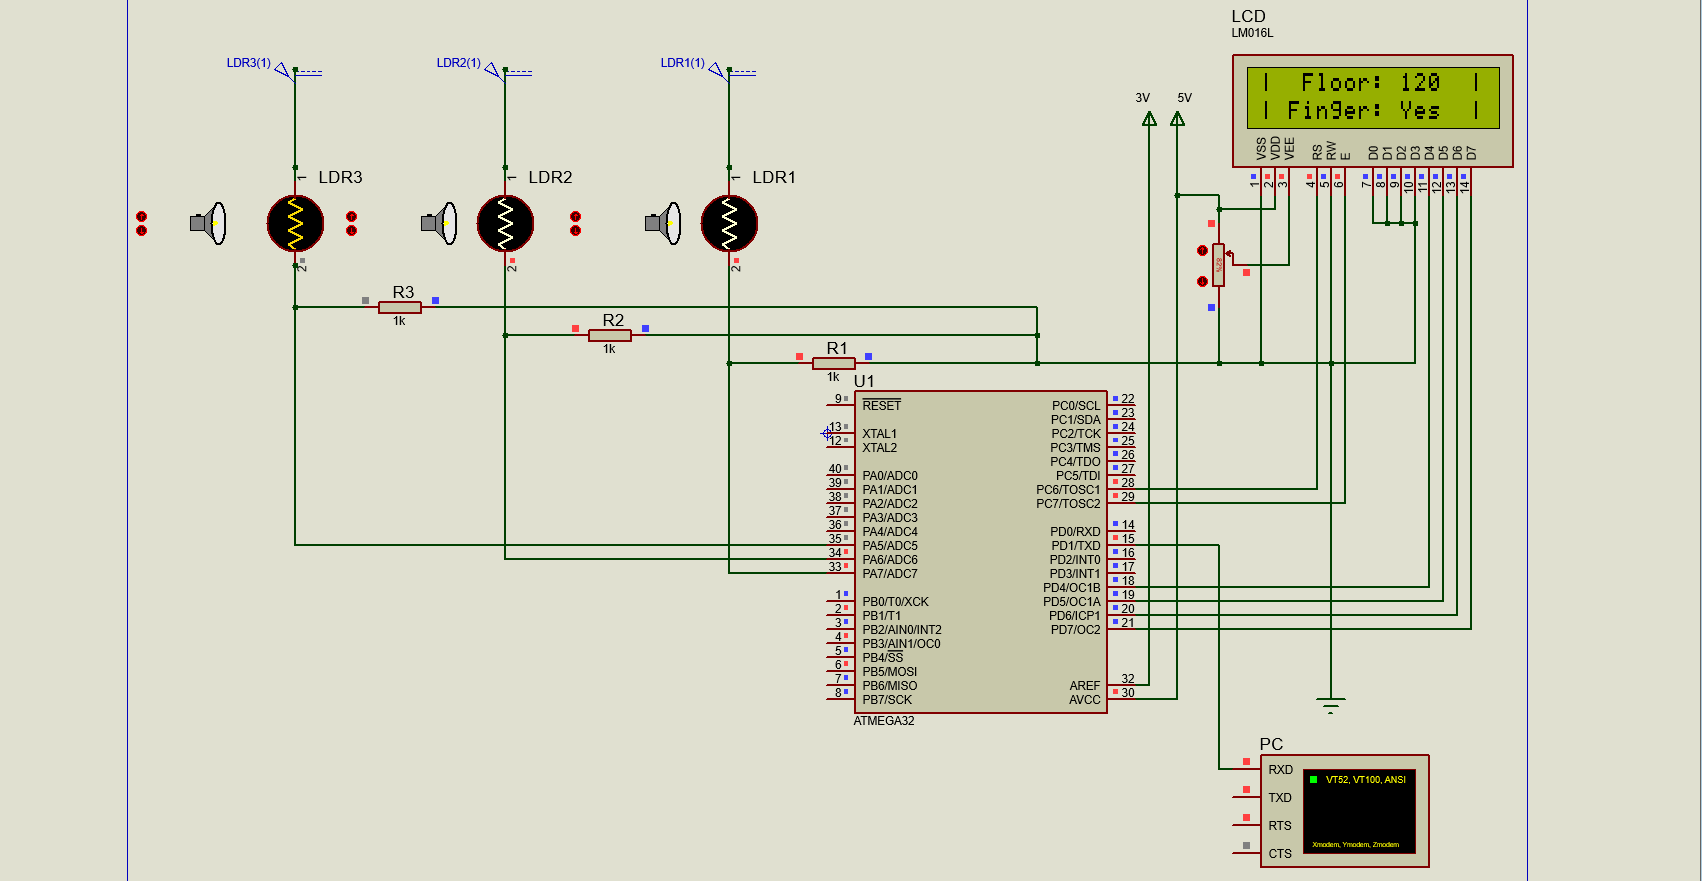 LCD
LM016L
| Floor: 120 |
| Finger: Yes |
VSS
VDD
VEE
RS
RW
E
D0
D1
D2
D3
D4
D5
D6
D7
1
2
3
4
5
6
7
8
9
10
11
12
13
14
LDR3(1)
LDR2(1)
LDR1(1)
3V
5V
1
LDR3
1
LDR2
1
LDR1
2
2
2
82%
R3
1k
R2
1k
R1
1k
U1
9 RESET
13 XTAL1
12 XTAL2
40 PA0/ADC0
39 PA1/ADC1
38 PA2/ADC2
37 PA3/ADC3
36 PA4/ADC4
35 PA5/ADC5
34 PA6/ADC6
33 PA7/ADC7
1 PB0/T0/XCK
2 PB1/T1
3 PB2/AIN0/INT2
4 PB3/AIN1/OC0
5 PB4/SS
6 PB5/MOSI
7 PB6/MISO
8 PB7/SCK
PC0/SCL 22
PC1/SDA 23
PC2/TCK 24
PC3/TMS 25
PC4/TDO 26
PC5/TDI 27
PC6/TOSC1 28
PC7/TOSC2 29
PD0/RXD 14
PD1/TXD 15
PD2/INT0 16
PD3/INT1 17
PD4/OC1B 18
PD5/OC1A 19
PD6/ICP1 20
PD7/OC2 21
AREF 32
AVCC 30
ATMEGA32
PC
RXD
TXD
RTS
CTS
VT52, VT100, ANSI
Xmodem, Ymodem, Zmodem